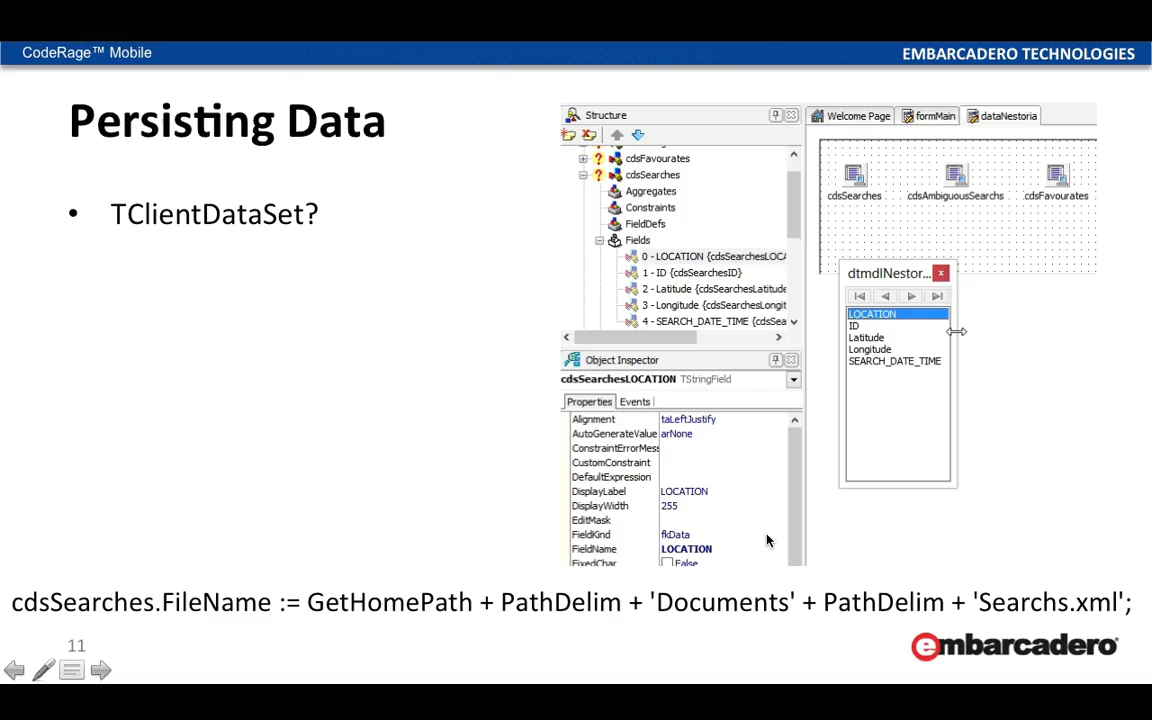 CodeRage™ Mobile
EMBARCADERO TECHNOLOGIES
Persisting Data
• TClientDataSet?
Structure
cdsFavourates
cdsSearches
Aggregates
Constraints
FieldDefs
Fields
0 - LOCATION {cdsSearchesLOCA
1 - ID {cdsSearchesID}
2 - Latitude {cdsSearchesLatitude
3 - Longitude {cdsSearchesLongit
4 - SEARCH_DATE_TIME {cdsSea
Object Inspector
cdsSearchesLOCATION TStringField
Properties Events
Alignment taLeftJustify
AutoGenerateValue arNone
ConstraintErrorMes
CustomConstraint
DefaultExpression
DisplayLabel LOCATION
DisplayWidth 255
EditMask
FieldKind fkData
FieldName LOCATION
FixedChar False
Welcome Page formMain dataNestoria
cdsSearches cdsAmbiguousSearchs cdsFavourates
dtmdlNestor...
LOCATION
ID
Latitude
Longitude
SEARCH_DATE_TIME
cdsSearches.FileName := GetHomePath + PathDelim + 'Documents' + PathDelim + 'Searchs.xml';
11
embarcadero